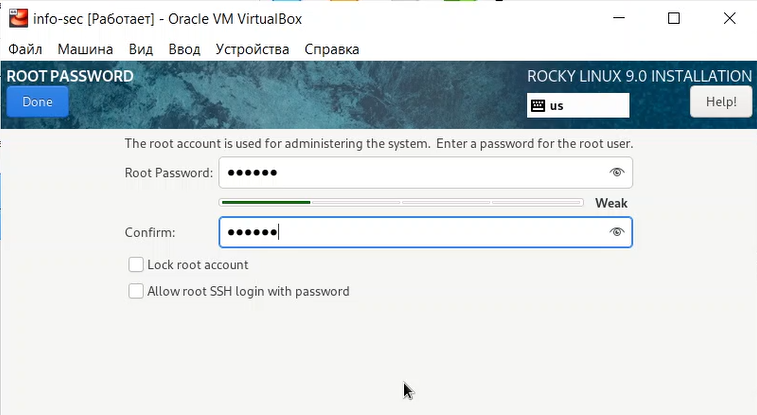 info-sec [Работает] - Oracle VM VirtualBox
Файл Машина Вид Ввод Устройства Справка
ROOT PASSWORD
ROCKY LINUX 9.0 INSTALLATION
Done
us
Help!
The root account is used for administering the system. Enter a password for the root user.
Root Password: ••••••
Weak
Confirm: ••••••
Lock root account
Allow root SSH login with password